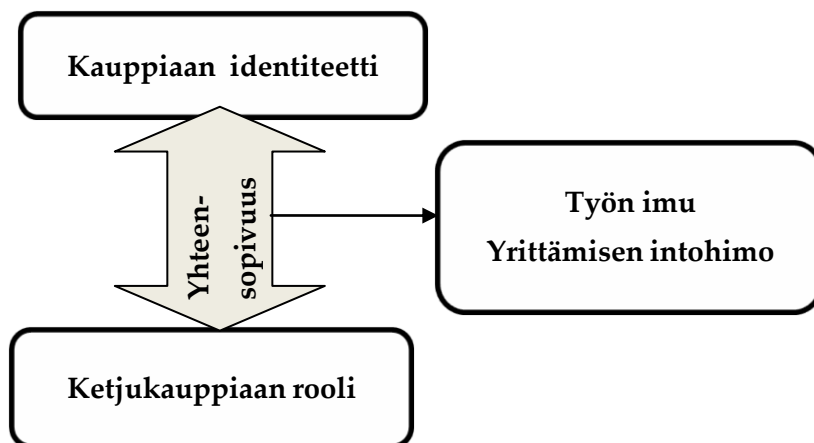 Kauppiaan identiteetti
Yhteen-
sopivuus
Työn imu
Yrittämisen intohimo
Ketjukauppiaan rooli